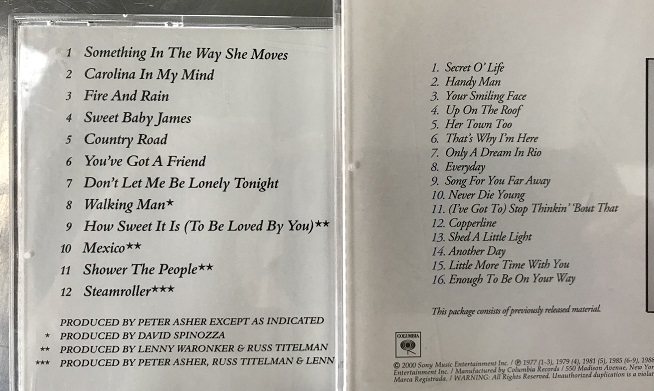 1 Something In The Way She Moves
2 Carolina In My Mind
3 Fire And Rain
4 Sweet Baby James
5 Country Road
6 You've Got A Friend
7 Don't Let Me Be Lonely Tonight
8 Walking Man★
9 How Sweet It Is (To Be Loved By You)★★
10 Mexico★★
11 Shower The People★★
12 Steamroller★★★
PRODUCED BY PETER ASHER EXCEPT AS INDICATED
★ PRODUCED BY DAVID SPINOZZA
★★ PRODUCED BY LENNY WARONKER & RUSS TITELMAN
★★★ PRODUCED BY PETER ASHER, RUSS TITELMAN & LENN
1. Secret O' Life
2. Handy Man
3. Your Smiling Face
4. Up On The Roof
5. Her Town Too
6. That's Why I'm Here
7. Only A Dream In Rio
8. Everyday
9. Song For You Far Away
10. Never Die Young
11. (I've Got To) Stop Thinkin' 'Bout That
12. Copperline
13. Shed A Little Light
14. Another Day
15. Little More Time With You
16. Enough To Be On Your Way
This package consists of previously released material.
COLUMBIA
© 2000 Sony Music Entertainment Inc. / ℗ 1977 (1-3), 1979 (4), 1981 (5), 1985 (6-9), 1988
Entertainment Inc. / Manufactured by Columbia Records / 550 Madison Avenue, New Yor
Marca Registrada. / WARNING: All Rights Reserved. Unauthorized duplication is a violat